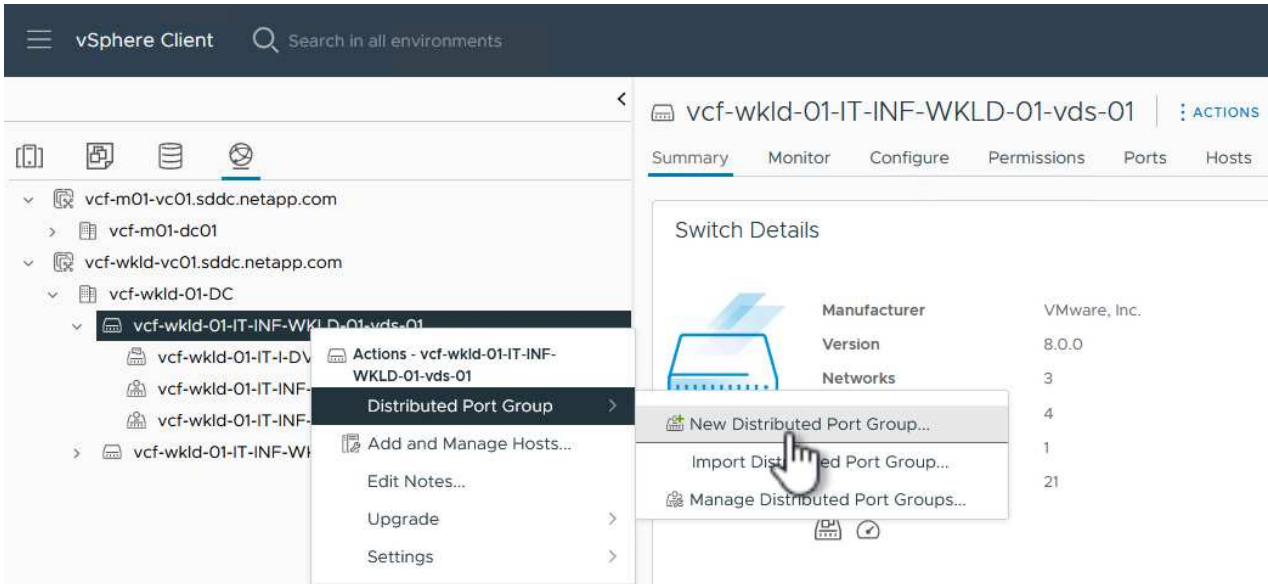 vSphere Client
Search in all environments
vcf-wkld-01-IT-INF-WKLD-01-vds-01
ACTIONS
Summary Monitor Configure Permissions Ports Hosts
vcf-m01-vc01.sddc.netapp.com
vcf-m01-dc01
vcf-wkld-vc01.sddc.netapp.com
vcf-wkld-01-DC
vcf-wkld-01-IT-INF-WKLD-01-vds-01
vcf-wkld-01-IT-I-DV
vcf-wkld-01-IT-INF-
vcf-wkld-01-IT-INF-
vcf-wkld-01-IT-INF-WK
Actions - vcf-wkld-01-IT-INF-
WKLD-01-vds-01
Distributed Port Group
Add and Manage Hosts...
Edit Notes...
Upgrade
Settings
New Distributed Port Group...
Import Distributed Port Group...
Manage Distributed Port Groups...
Switch Details
Manufacturer VMware, Inc.
Version 8.0.0
Networks 3
4
1
21